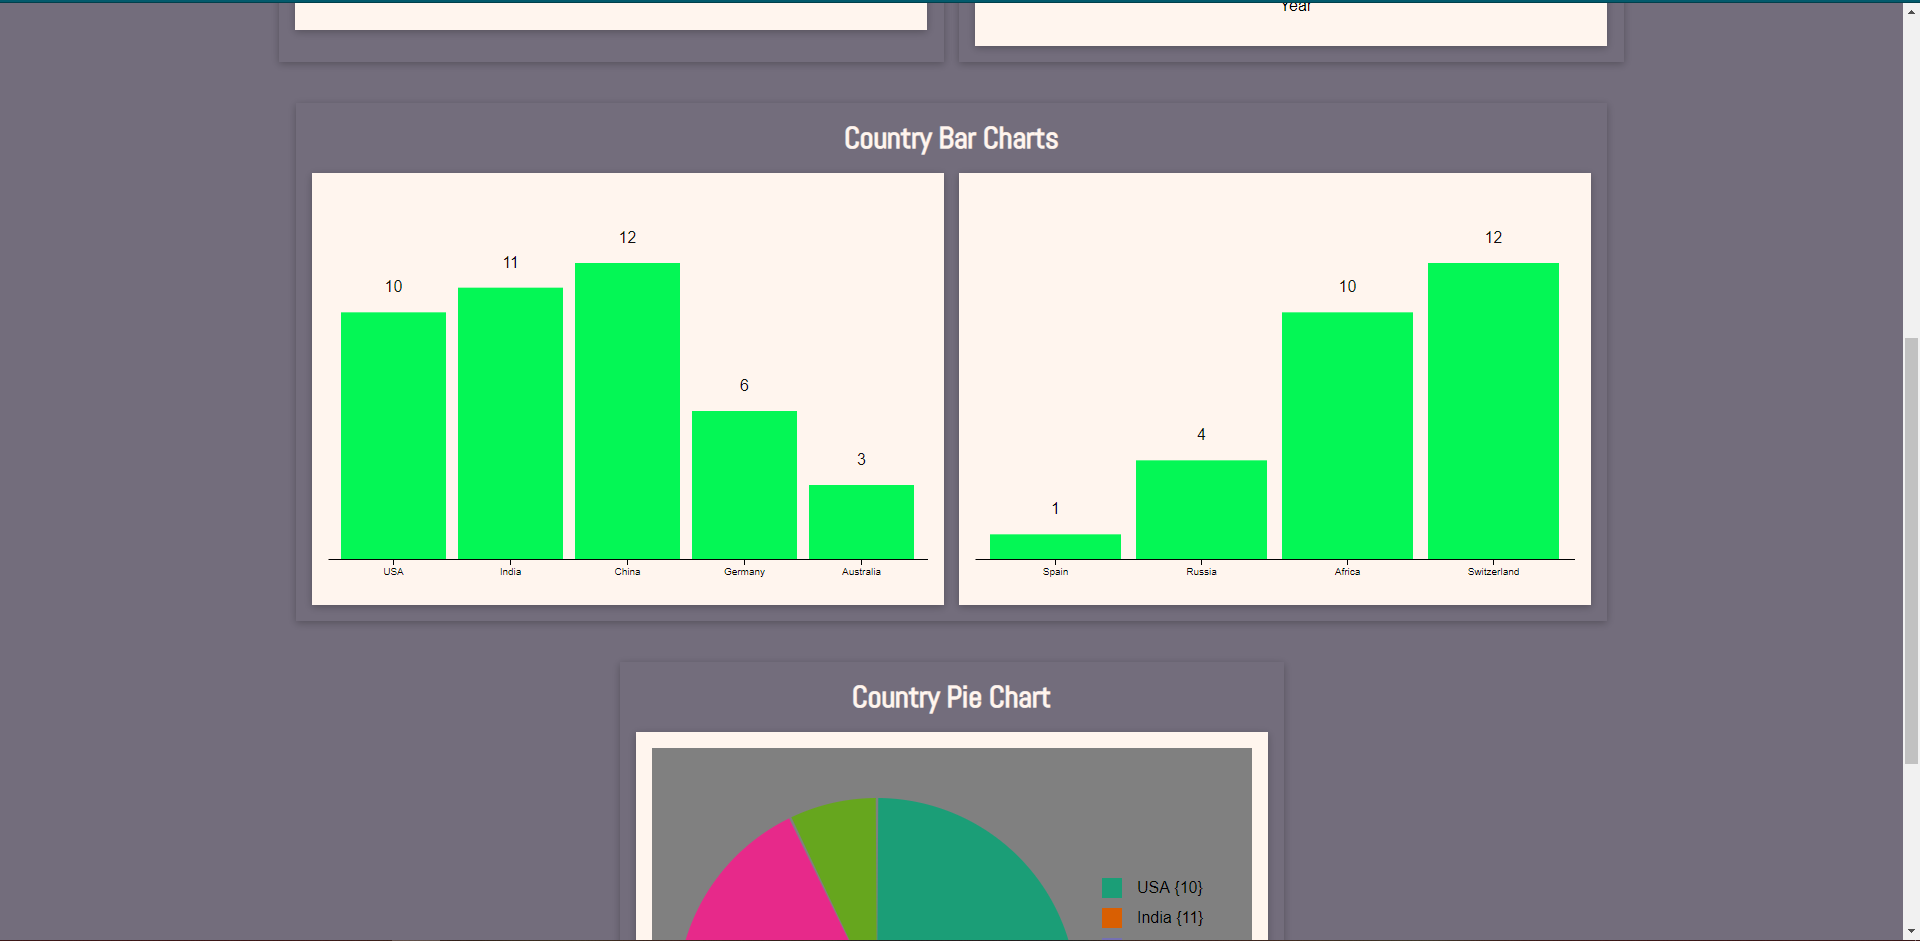 Year
Country Bar Charts
10
11
12
6
3
USA
India
China
Germany
Australia
1
4
10
12
Spain
Russia
Africa
Switzerland
Country Pie Chart
USA {10}
India {11}